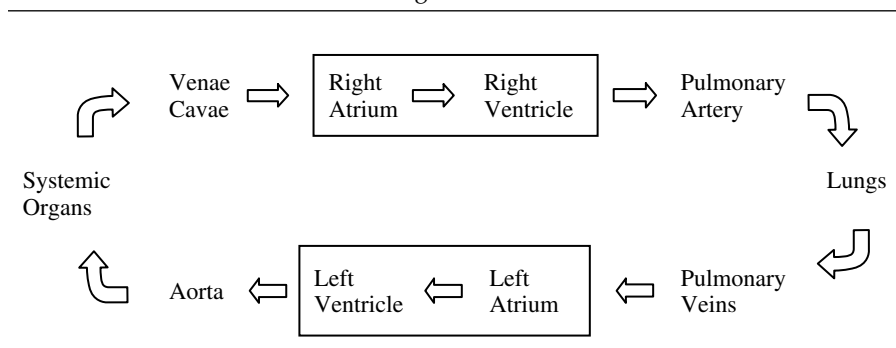 Venae Cavae
Right Atrium
Right Ventricle
Pulmonary Artery
Systemic Organs
Lungs
Aorta
Left Ventricle
Left Atrium
Pulmonary Veins